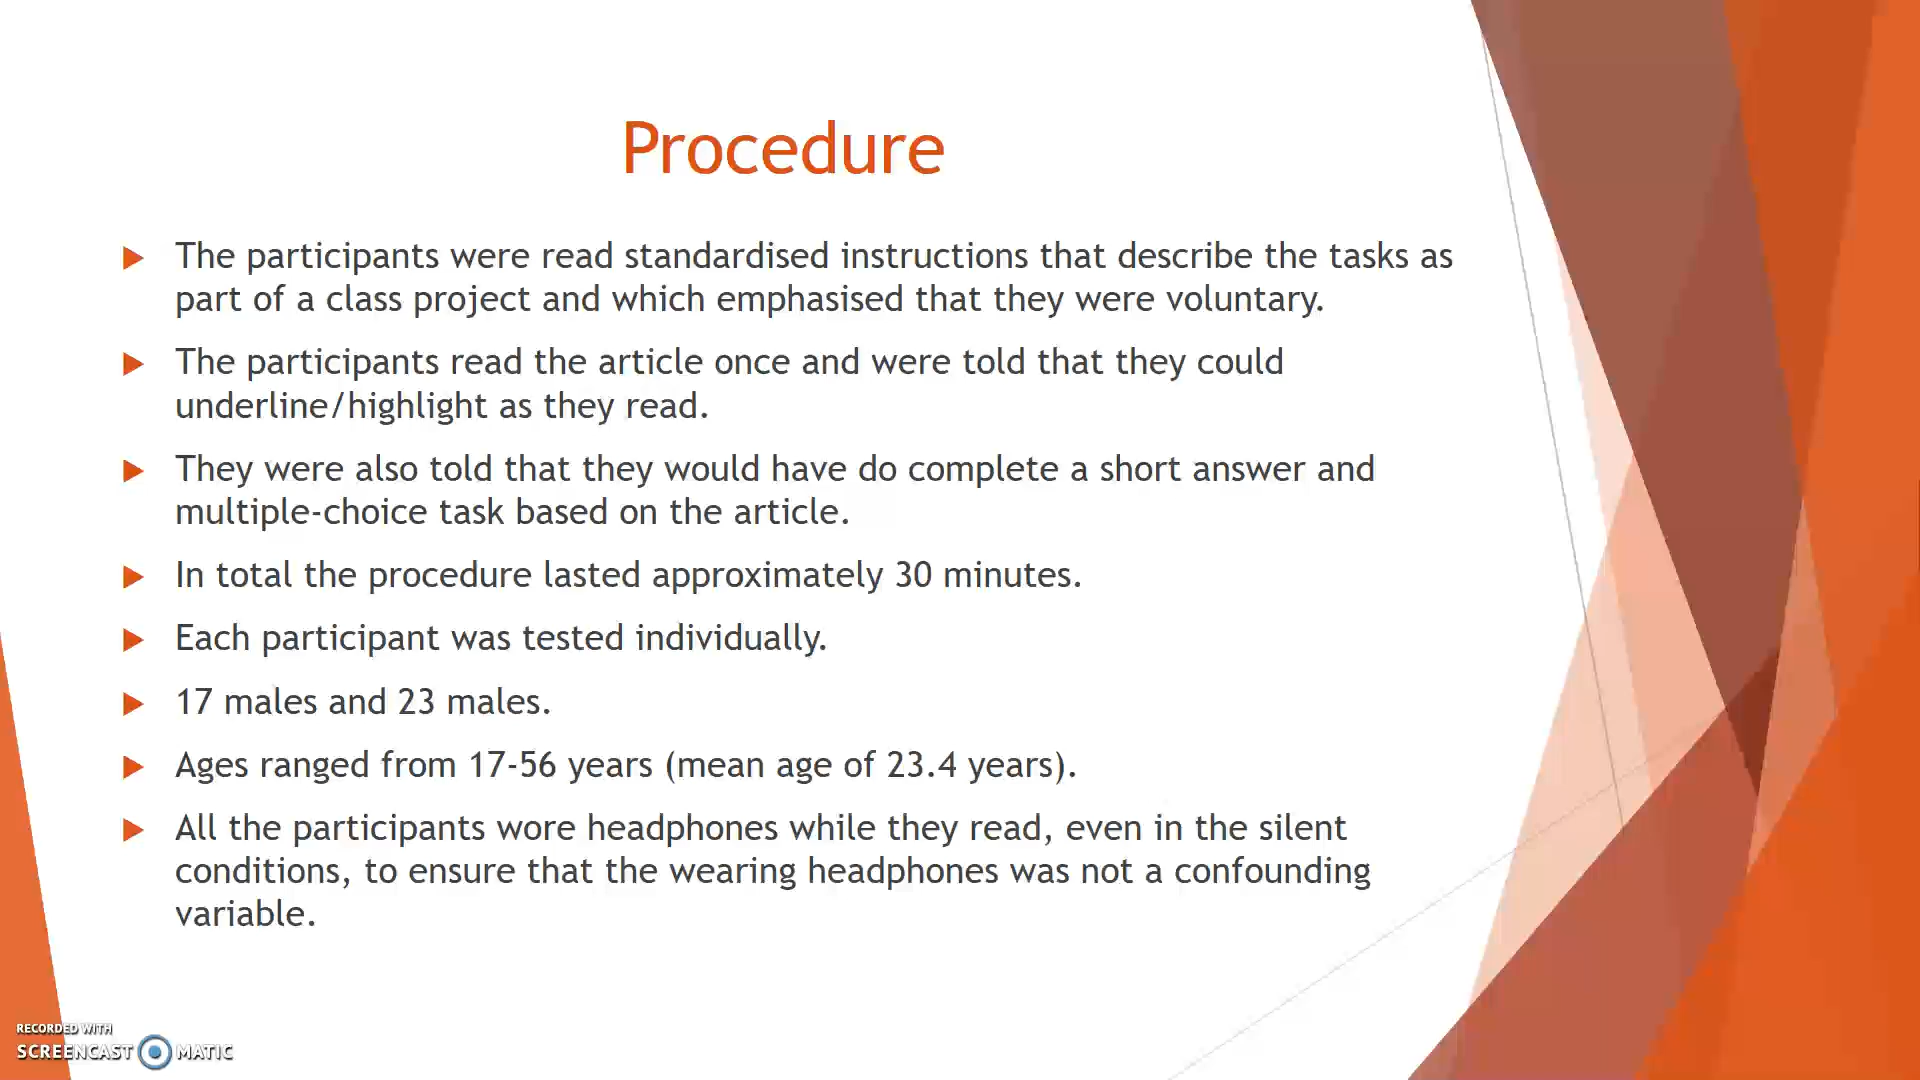 Procedure
The participants were read standardised instructions that describe the tasks as
part of a class project and which emphasised that they were voluntary.
The participants read the article once and were told that they could
underline/highlight as they read.
They were also told that they would have do complete a short answer and
multiple-choice task based on the article.
In total the procedure lasted approximately 30 minutes.
Each participant was tested individually.
17 males and 23 males.
Ages ranged from 17-56 years (mean age of 23.4 years).
All the participants wore headphones while they read, even in the silent
conditions, to ensure that the wearing headphones was not a confounding
variable.
RECORDED WITH
SCREENCAST MATIC